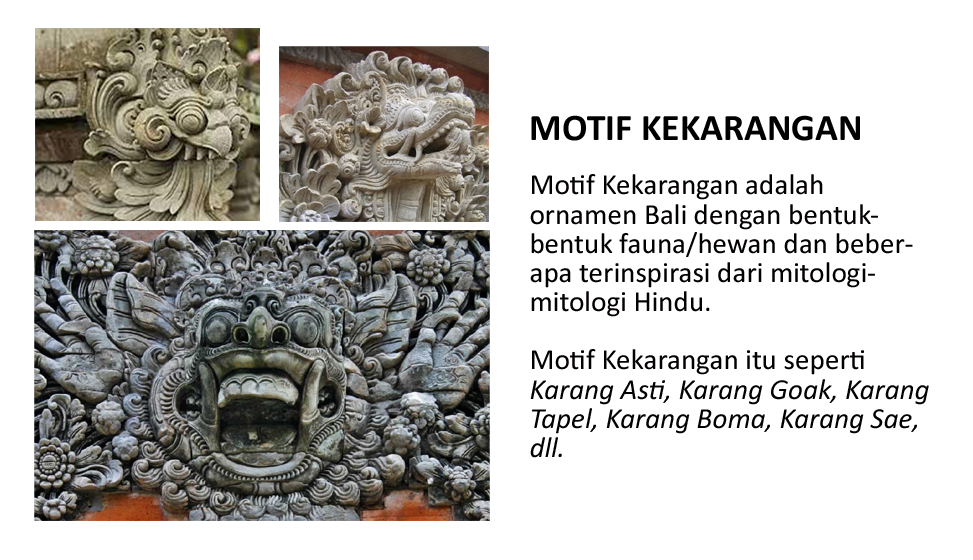 MOTIF KEKARANGAN
Motif Kekarangan adalah
ornamen Bali dengan bentuk-
bentuk fauna/hewan dan beber-
apa terinspirasi dari mitologi-
mitologi Hindu.
Motif Kekarangan itu seperti
Karang Asti, Karang Goak, Karang
Tapel, Karang Boma, Karang Sae,
dll.